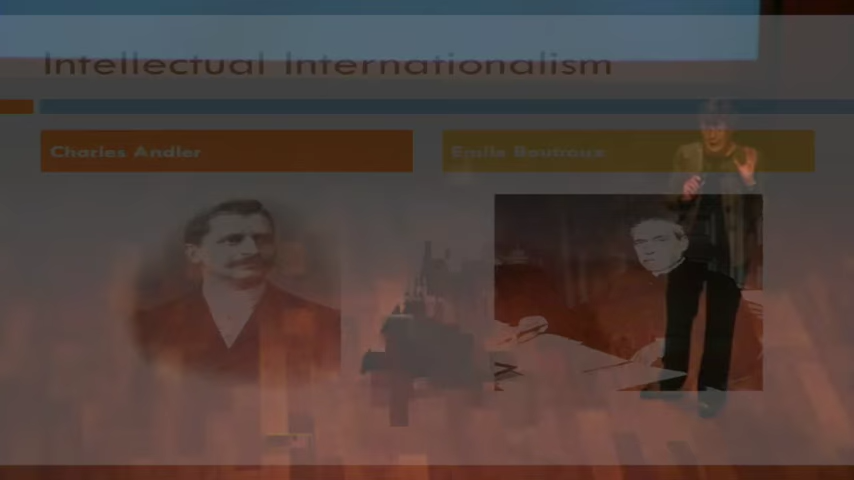 Intellectual Internationalism
Charles Andler
Emile Boutroux